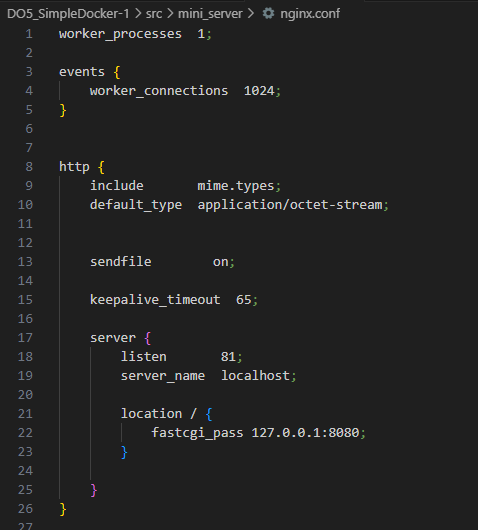 DO5_SimpleDocker-1 > src > mini_server > nginx.conf
1 worker_processes  1;
2
3 events {
4     worker_connections  1024;
5 }
6
7
8 http {
9     include       mime.types;
10     default_type  application/octet-stream;
11
12
13     sendfile        on;
14
15     keepalive_timeout  65;
16
17     server {
18         listen       81;
19         server_name  localhost;
20
21         location / {
22             fastcgi_pass 127.0.0.1:8080;
23         }
24
25     }
26 }
27